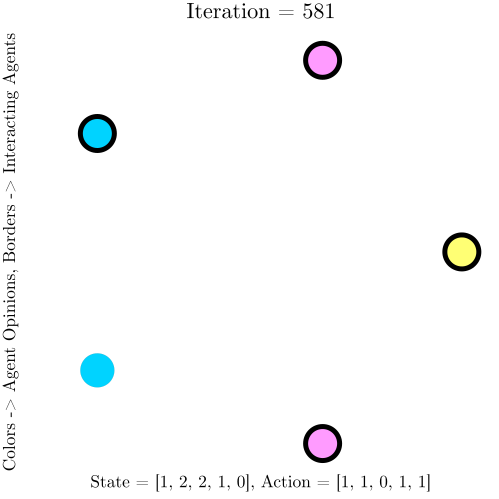 Iteration = 581
Colors -> Agent Opinions, Borders -> Interacting Agents
State = [1, 2, 2, 1, 0], Action = [1, 1, 0, 1, 1]